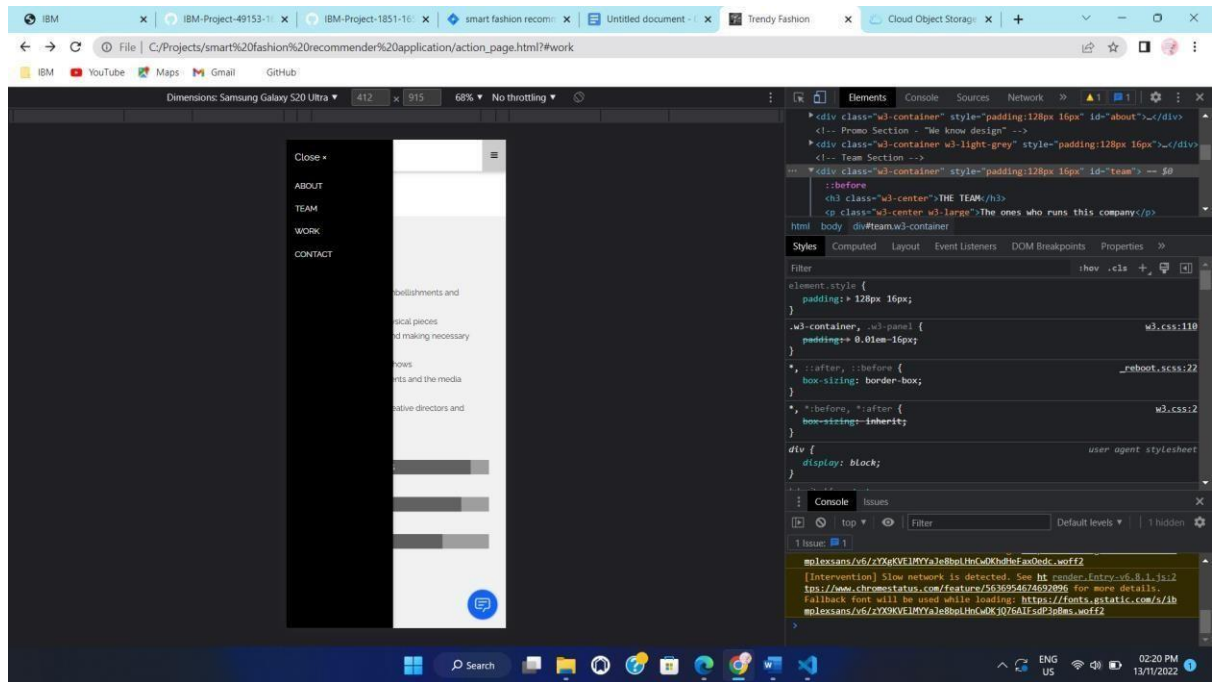 IBM
IBM-Project-49153-1
IBM-Project-1851-16
smart fashion recomm
Untitled document -
Trendy Fashion
Cloud Object Storage
File | C:/Projects/smart%20fashion%20recommender%20application/action_page.html?#work
IBM YouTube Maps Gmail GitHub
Dimensions: Samsung Galaxy S20 Ultra ▼ 412 × 915 68% ▼ No throttling ▼
Close ×
ABOUT
TEAM
WORK
CONTACT
≡
bellishments and
sical pieces
d making necessary
hows
nts and the media
eative directors and
Elements Console Sources Network » 1 1
<div class="w3-container" style="padding:128px 16px" id="about">…</div>
<!-- Promo Section - "We know design" -->
<div class="w3-container w3-light-grey" style="padding:128px 16px">…</div>
<!-- Team Section -->
<div class="w3-container" style="padding:128px 16px" id="team"> == $0
::before
<h3 class="w3-center">THE TEAM</h3>
<p class="w3-center w3-large">The ones who runs this company</p>
html body div#team.w3-container
Styles Computed Layout Event Listeners DOM Breakpoints Properties »
Filter :hov .cls +
element.style {
padding: 128px 16px;
}
.w3-container, .w3-panel { w3.css:110
padding: 0.01em 16px;
}
*, ::after, ::before { _reboot.scss:22
box-sizing: border-box;
}
*, *:before, *:after { w3.css:2
box-sizing: inherit;
}
div { user agent stylesheet
display: block;
}
Console Issues
top ▼ Filter Default levels ▼ 1 hidden
1 Issue: 1
mplexsans/v6/zYXgKVElMYYaJe8bpLHnCwDKhdHeFaxOedc.woff2
[Intervention] Slow network is detected. See ht render.Entry-v6.8.1.js:2
tps://www.chromestatus.com/feature/5636954674692096 for more details.
Fallback font will be used while loading: https://fonts.gstatic.com/s/ib
mplexsans/v6/zYX9KVElMYYaJe8bpLHnCwDKjQ76AIFsdP3pBms.woff2
Search
ENG
US
02:20 PM
13/11/2022
1